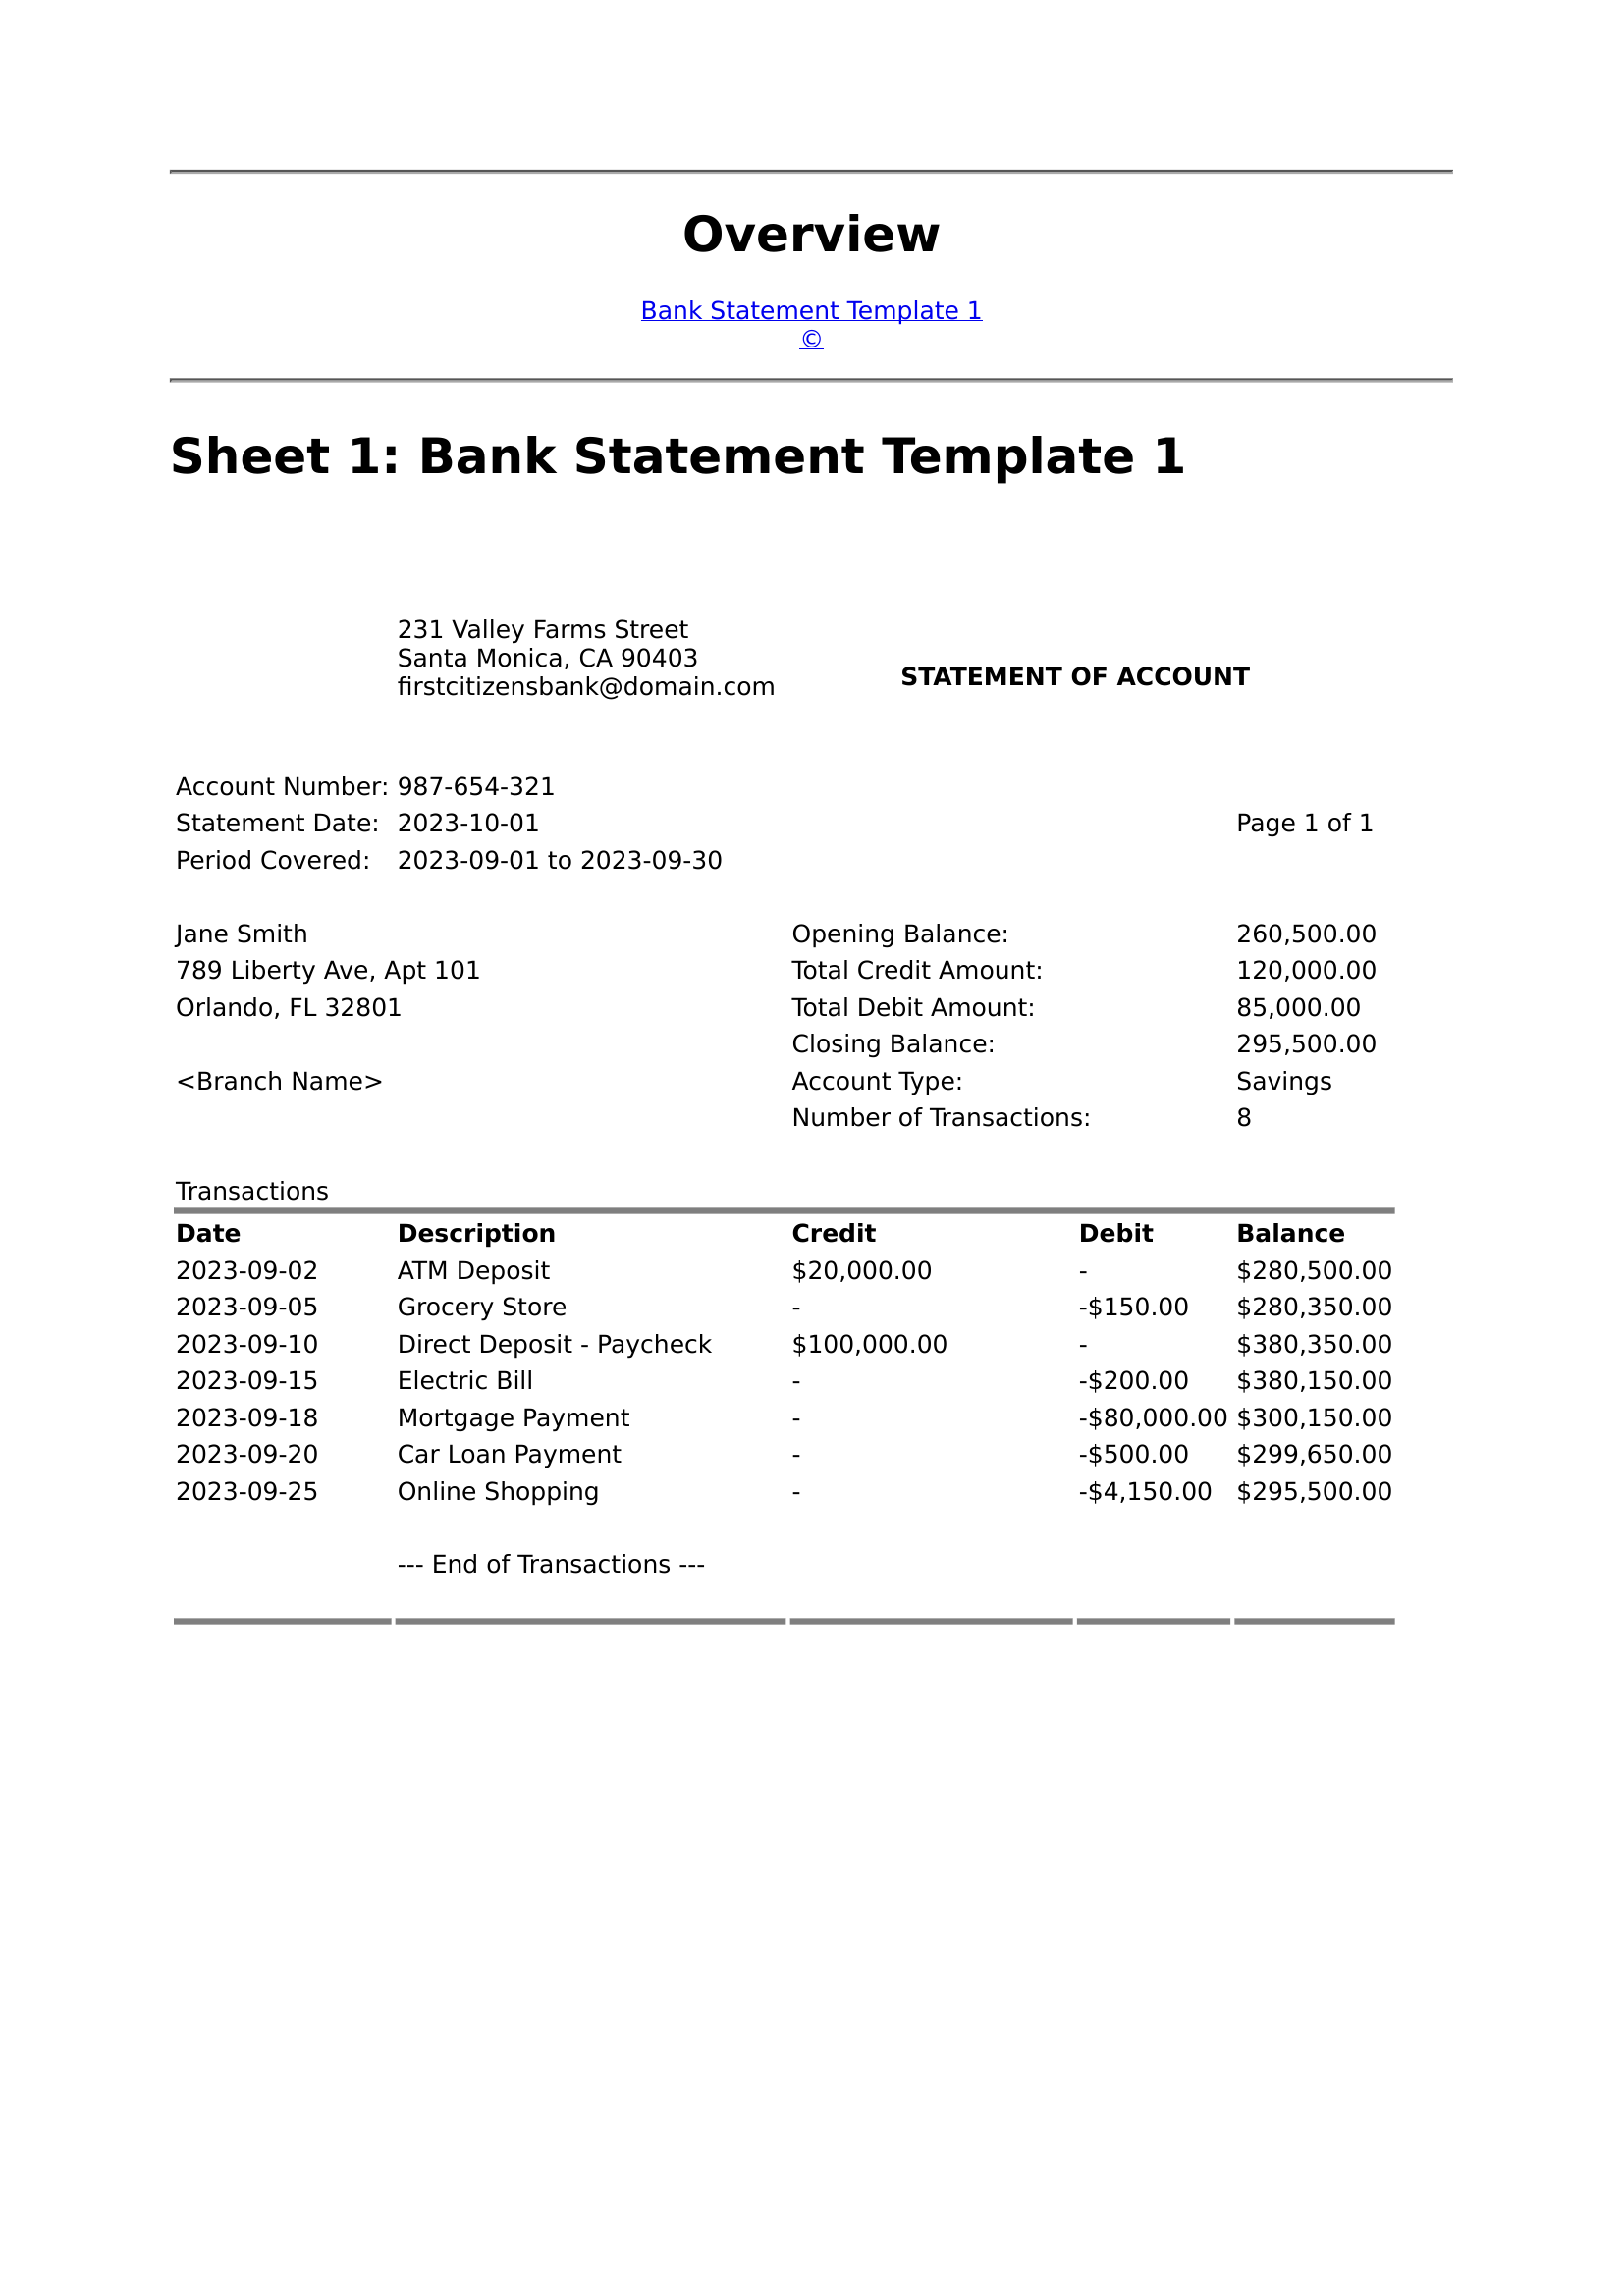 Overview
Bank Statement Template 1
©
Sheet 1: Bank Statement Template 1
231 Valley Farms Street
Santa Monica, CA 90403
firstcitizensbank@domain.com
STATEMENT OF ACCOUNT
Account Number: 987-654-321
Statement Date: 2023-10-01 Page 1 of 1
Period Covered: 2023-09-01 to 2023-09-30
Jane Smith Opening Balance: 260,500.00
789 Liberty Ave, Apt 101 Total Credit Amount: 120,000.00
Orlando, FL 32801 Total Debit Amount: 85,000.00
Closing Balance: 295,500.00
<Branch Name> Account Type: Savings
Number of Transactions: 8
Transactions
Date Description Credit Debit Balance
2023-09-02 ATM Deposit $20,000.00 - $280,500.00
2023-09-05 Grocery Store - -$150.00 $280,350.00
2023-09-10 Direct Deposit - Paycheck $100,000.00 - $380,350.00
2023-09-15 Electric Bill - -$200.00 $380,150.00
2023-09-18 Mortgage Payment - -$80,000.00 $300,150.00
2023-09-20 Car Loan Payment - -$500.00 $299,650.00
2023-09-25 Online Shopping - -$4,150.00 $295,500.00
--- End of Transactions ---